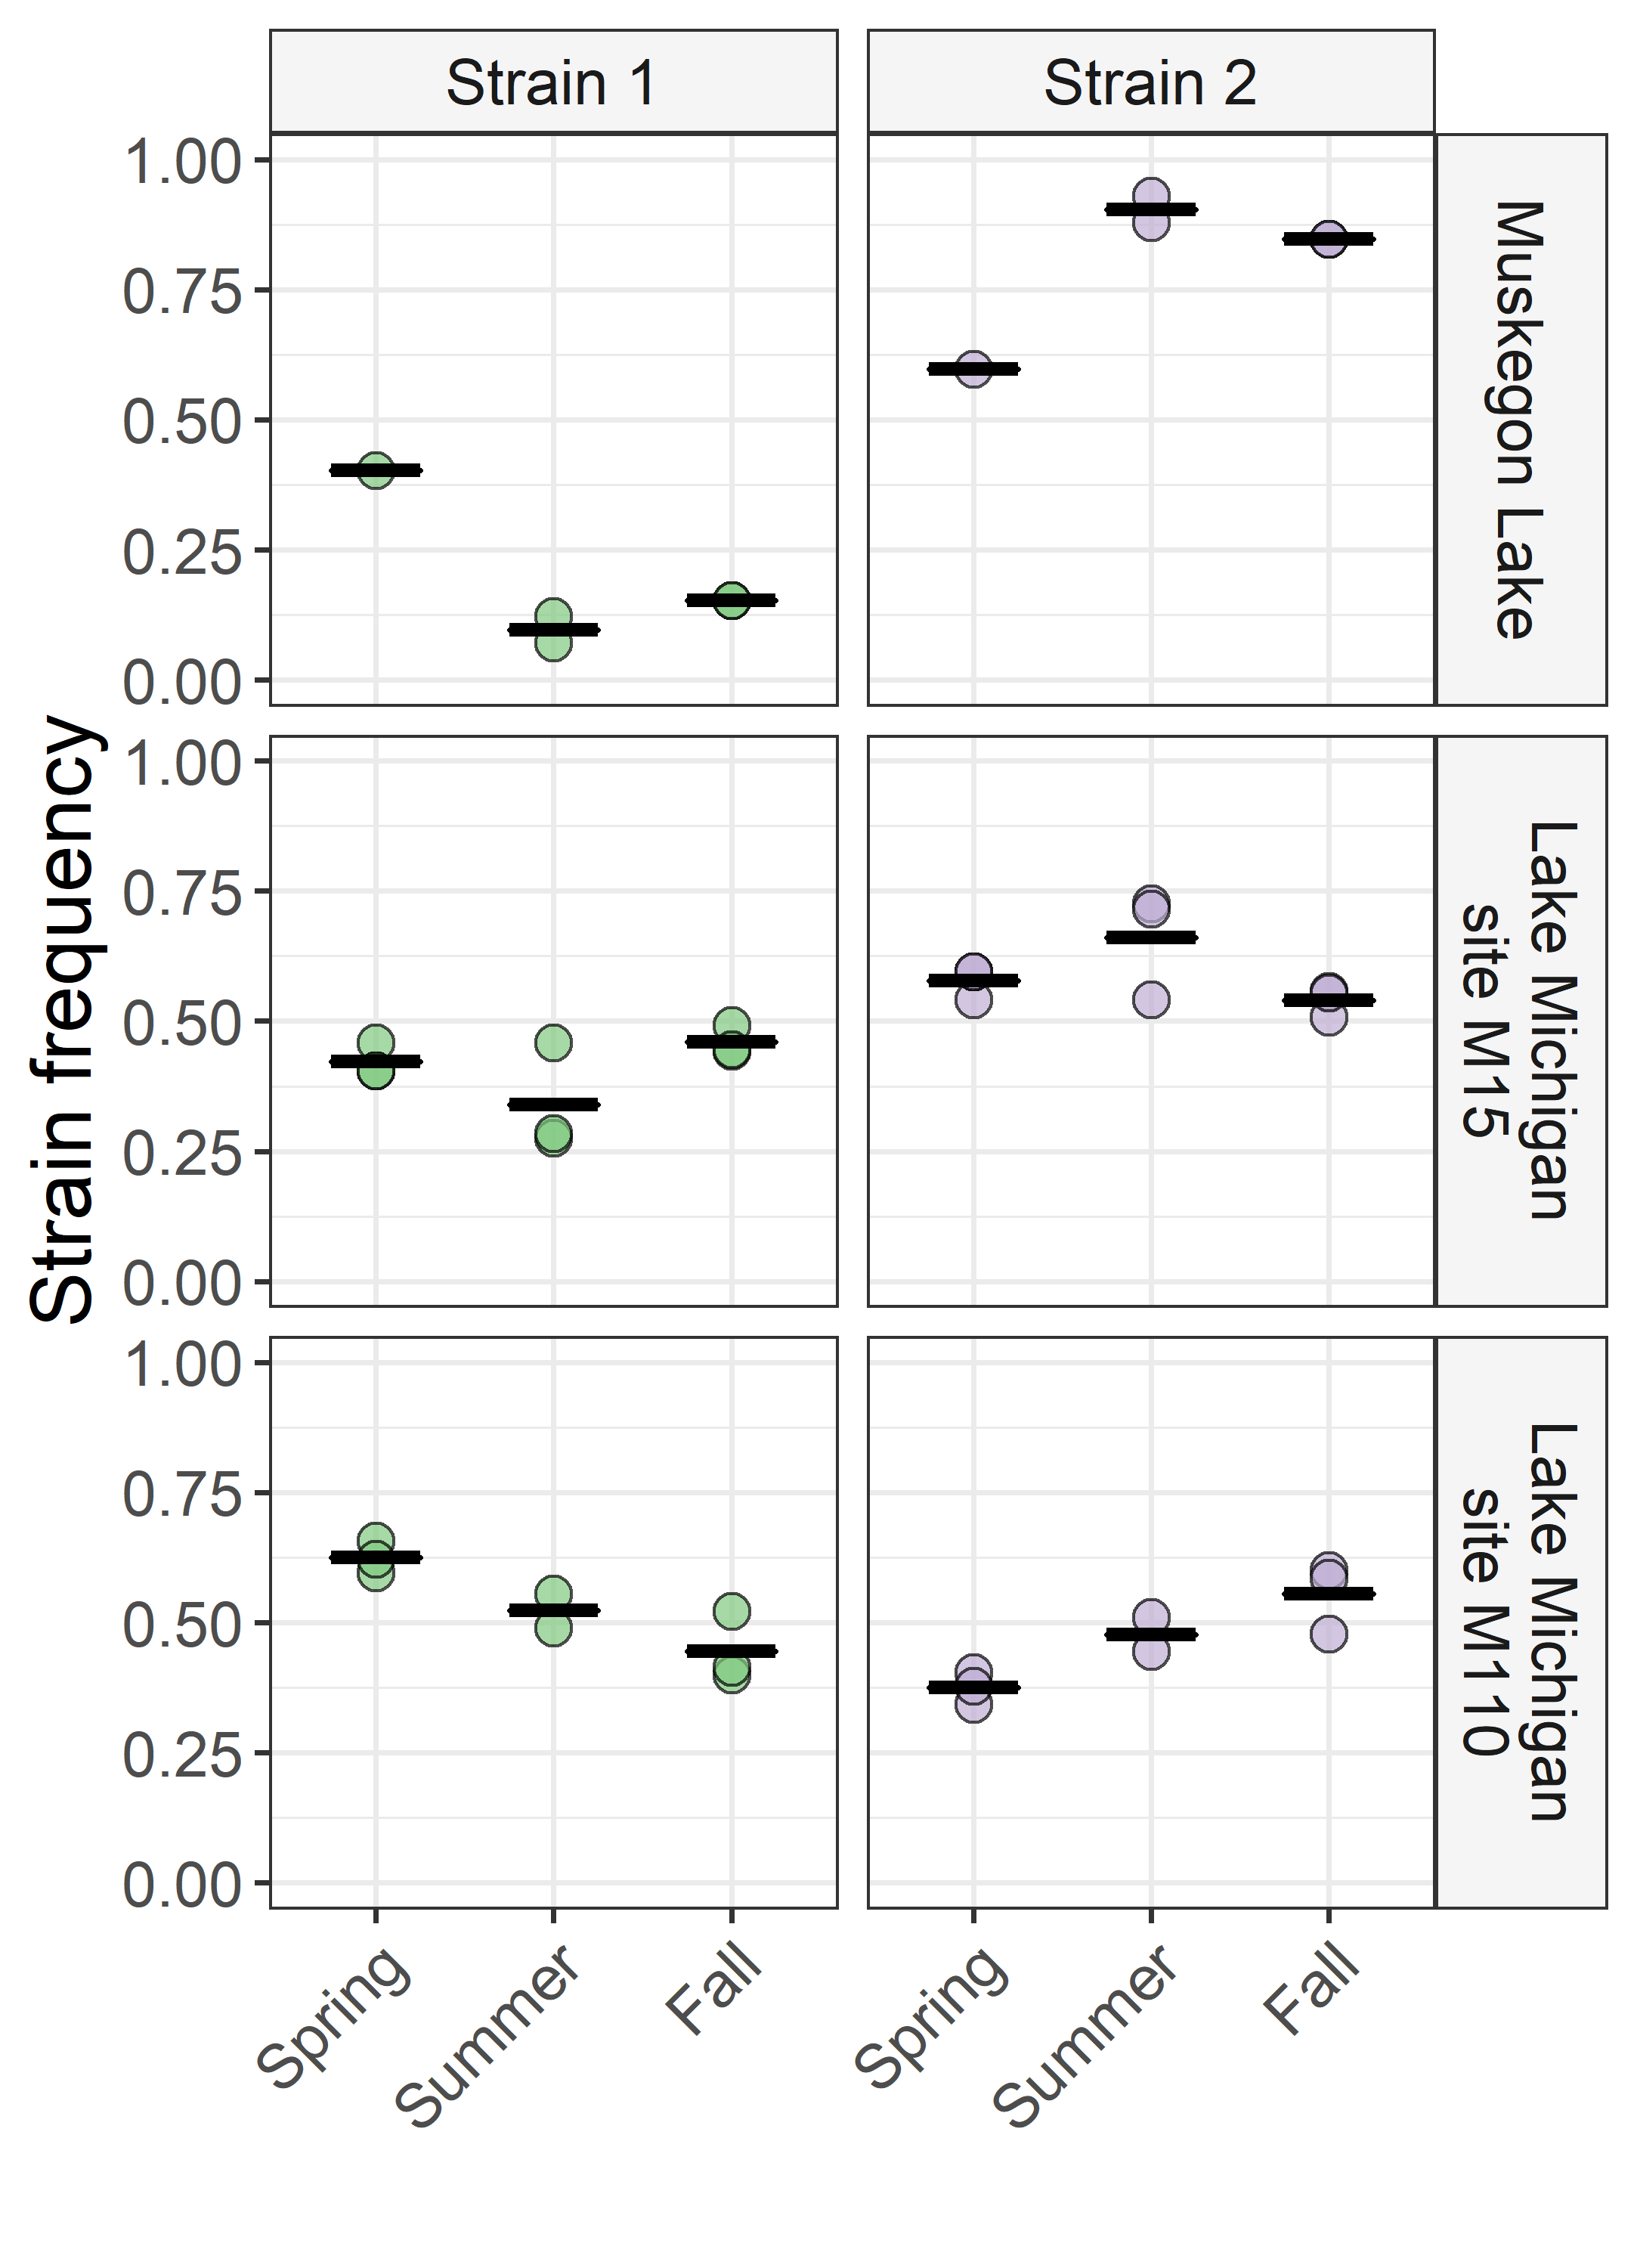 Strain 1
Strain 2
Muskegon Lake
1.00
0.75
0.50
0.25
0.00
Strain frequency
Lake Michigan
site M15
1.00
0.75
0.50
0.25
0.00
Lake Michigan
site M110
1.00
0.75
0.50
0.25
0.00
Spring
Summer
Fall
Spring
Summer
Fall